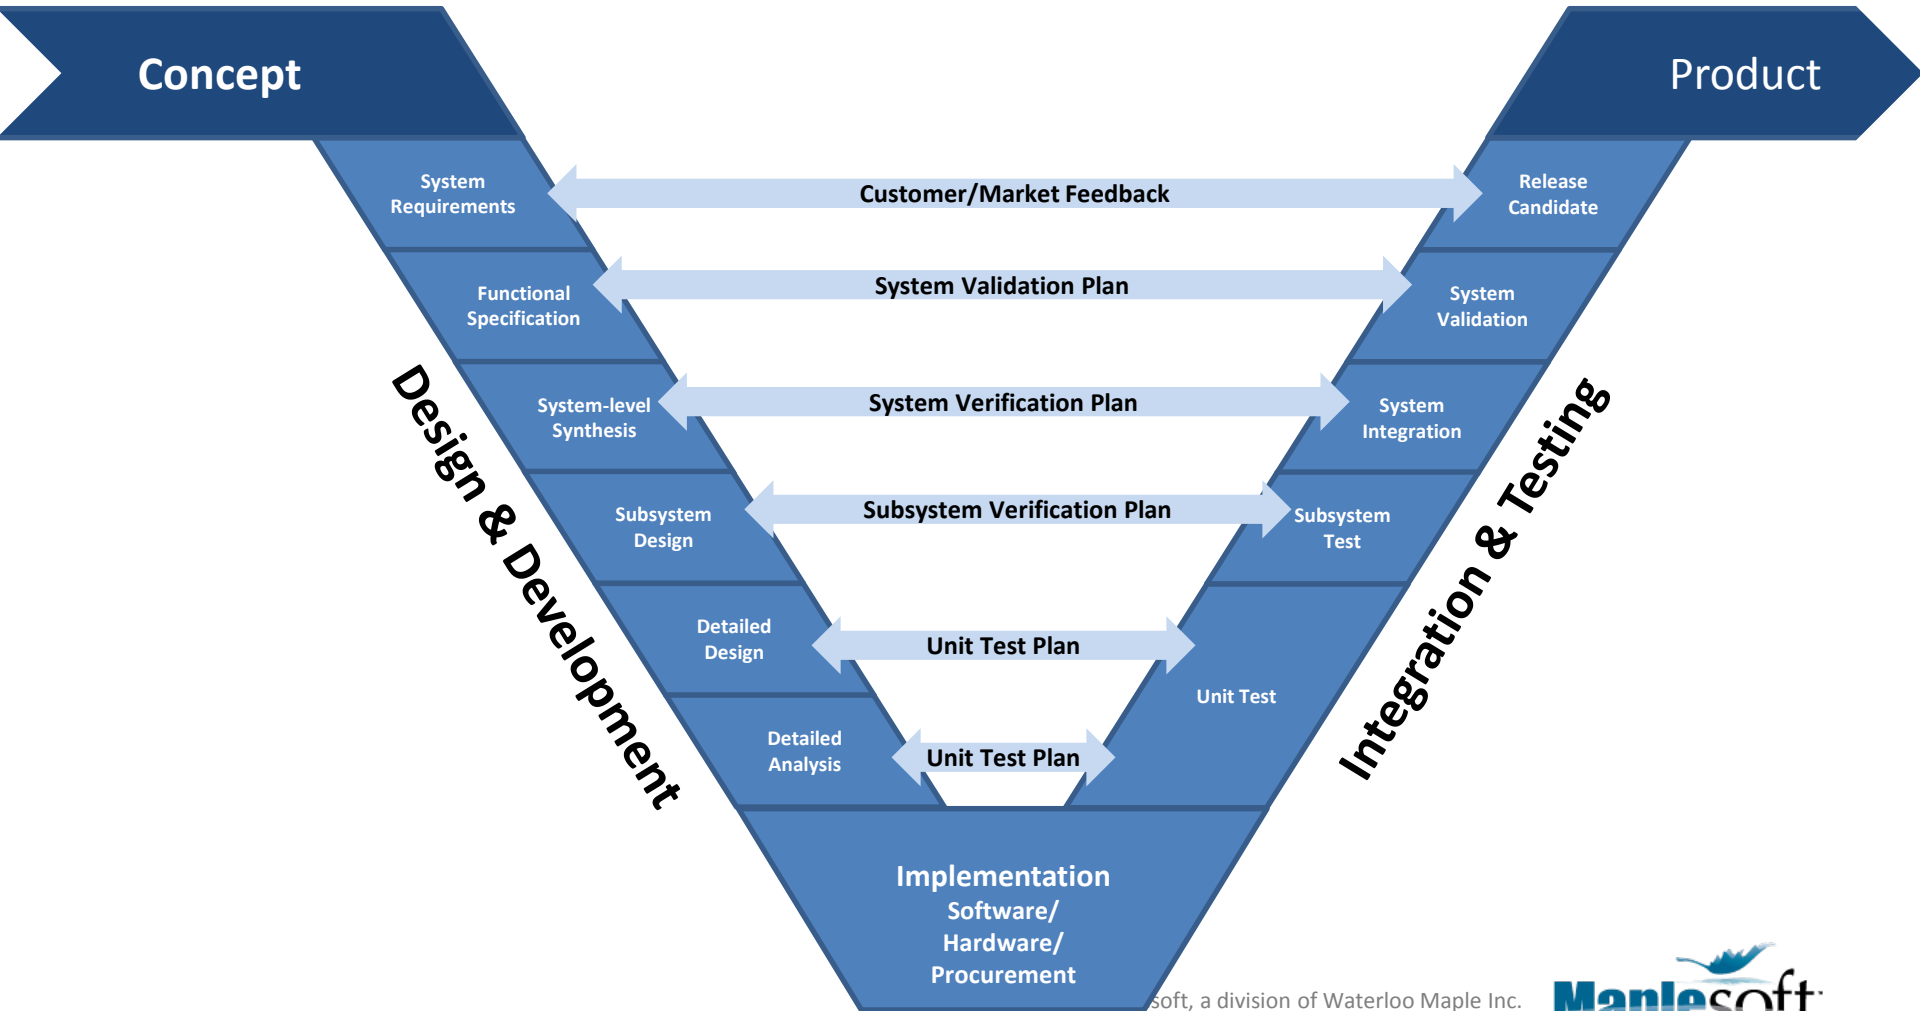 Concept
Product
System
Requirements
Customer/Market Feedback
Release
Candidate
Functional
Specification
System Validation Plan
System
Validation
System-level
Synthesis
System Verification Plan
System
Integration
Subsystem
Design
Subsystem Verification Plan
Subsystem
Test
Detailed
Design
Unit Test Plan
Unit Test
Detailed
Analysis
Unit Test Plan
Design & Development
Integration & Testing
Implementation
Software/
Hardware/
Procurement
soft, a division of Waterloo Maple Inc.
Maplesoft